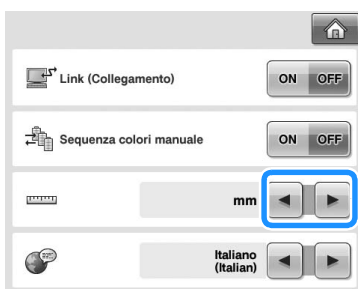 Link (Collegamento)
ON OFF
Sequenza colori manuale
ON OFF
mm
Italiano
(Italian)